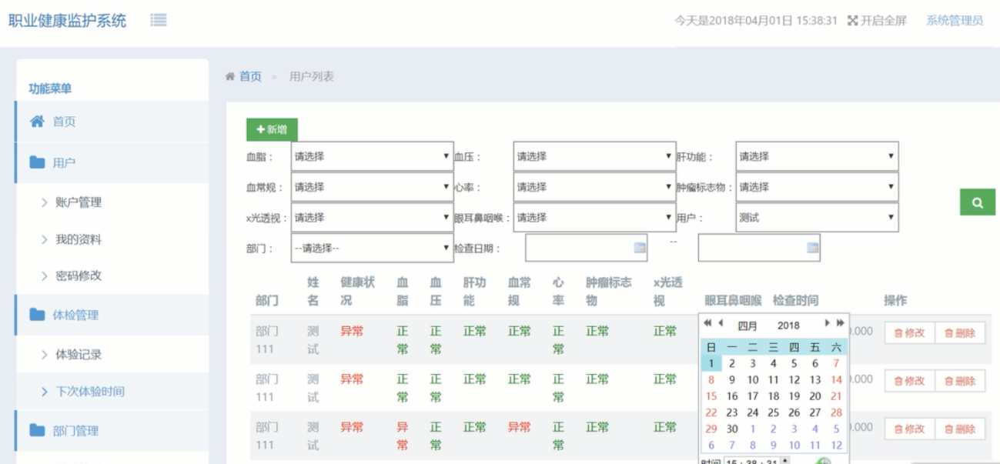 职业健康监护系统
今天是2018年04月01日 15:38:31 开启全屏 系统管理员
功能菜单
首页
用户
账户管理
我的资料
密码修改
体检管理
体验记录
下次体验时间
部门管理
首页 » 用户列表
新增
血脂： 请选择 血压： 请选择 肝功能： 请选择
血常规： 请选择 心率： 请选择 肿瘤标志物： 请选择
x光透视： 请选择 眼耳鼻咽喉： 请选择 用户： 测试
部门： --请选择-- 检查日期： --
部门 姓名 健康状况 血脂 血压 肝功能 血常规 心率 肿瘤标志物 x光透视 眼耳鼻咽喉 检查时间 操作
部门111 测试 异常 正常 正常 正常 正常 正常 正常 正常 0.000 修改 删除
部门111 测试 异常 正常 正常 正常 正常 正常 正常 正常 0.000 修改 删除
部门111 测试 异常 异常 正常 正常 异常 正常 正常 正常 0.000 修改 删除
四月 2018
日 一 二 三 四 五 六
1 2 3 4 5 6 7
8 9 10 11 12 13 14
15 16 17 18 19 20 21
22 23 24 25 26 27 28
29 30 1 2 3 4 5
6 7 8 9 10 11 12
时间 15 : 38 : 31